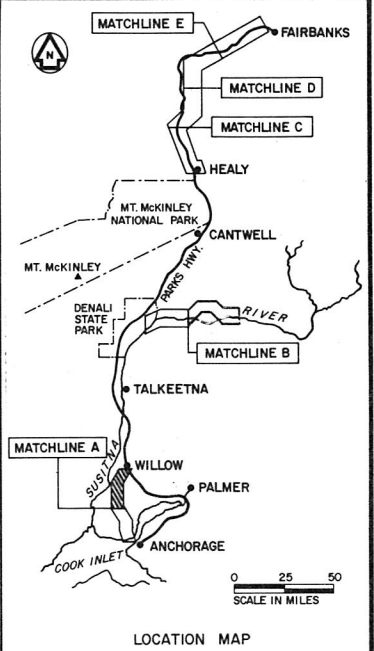 MATCHLINE E
FAIRBANKS
N
MATCHLINE D
MATCHLINE C
HEALY
MT. McKINLEY
NATIONAL PARK
CANTWELL
MT. McKINLEY
PARKS HWY.
DENALI
STATE
PARK
RIVER
MATCHLINE B
TALKEETNA
MATCHLINE A
SUSITNA
WILLOW
PALMER
ANCHORAGE
COOK INLET
0 25 50
SCALE IN MILES
LOCATION MAP